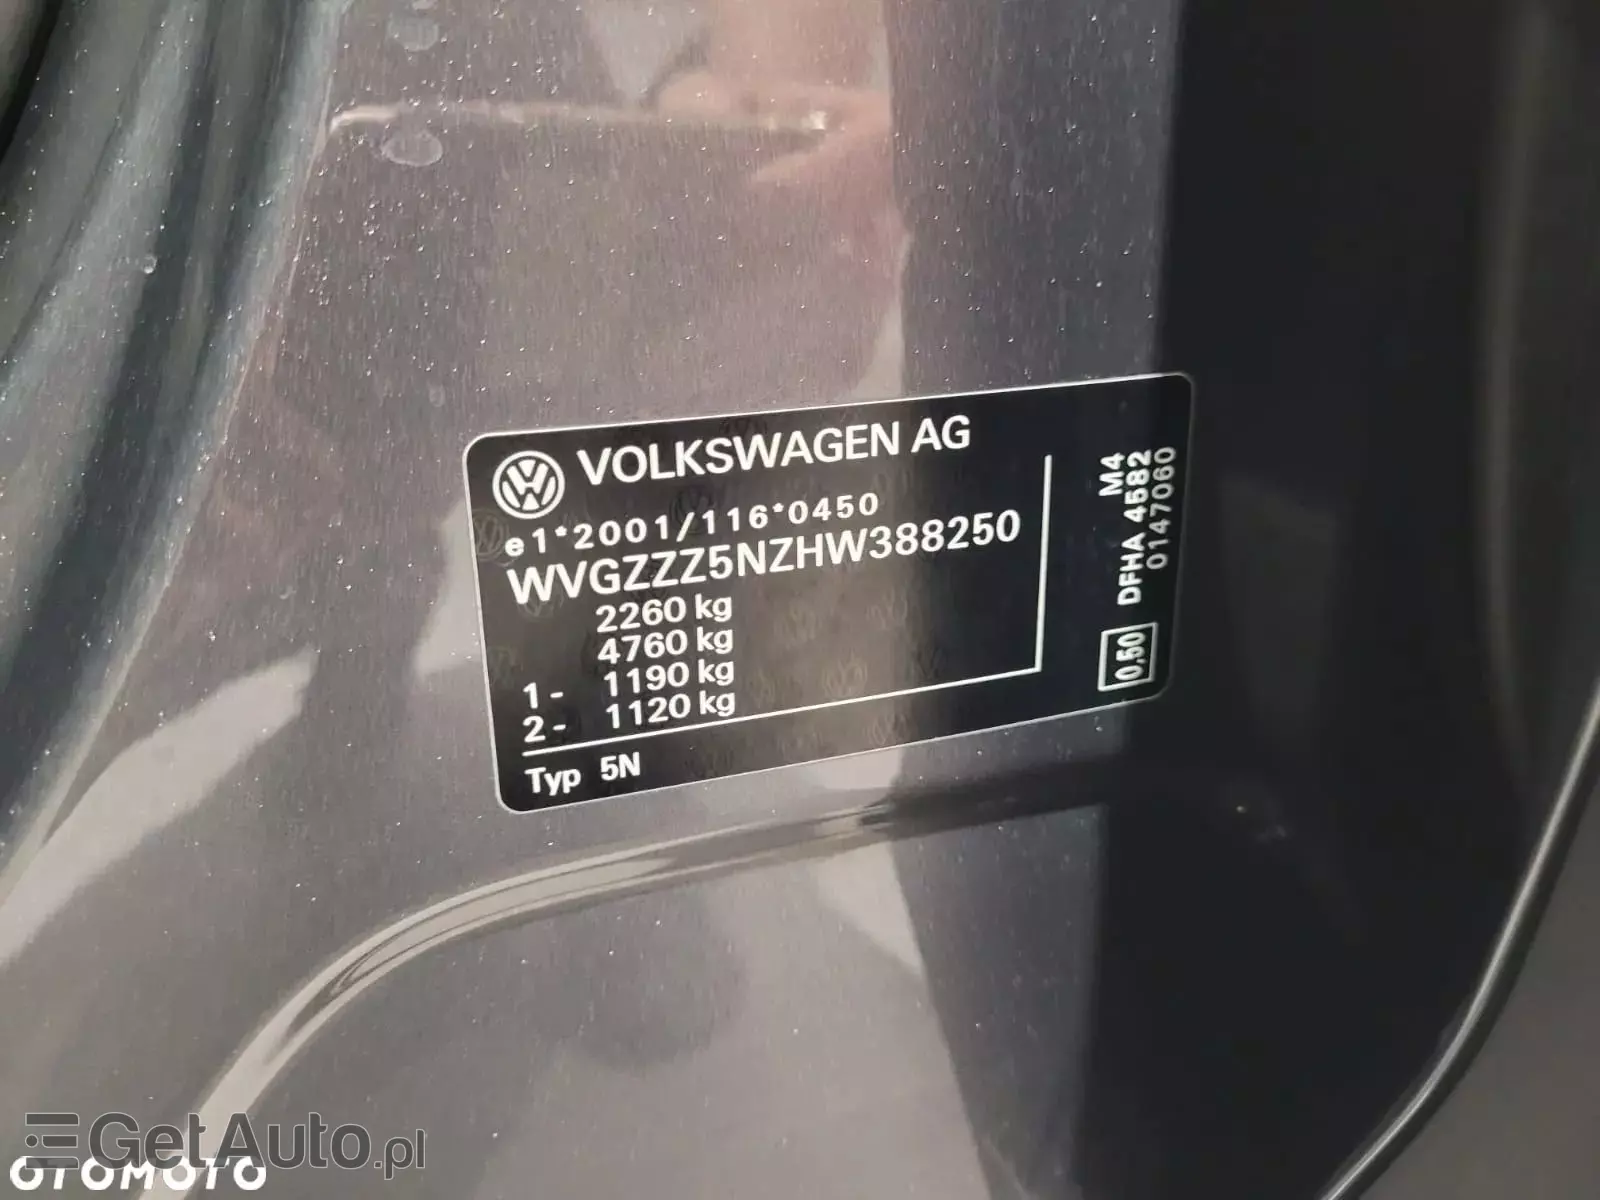 VOLKSWAGEN AG
e1*2001/116*0450
WVGZZZ5NZHW388250
2260 kg
4760 kg
1 - 1190 kg
2 - 1120 kg
Typ 5N
M4
DFHA 4582
0147060
0,50
GetAuto.pl
OTOMOTO